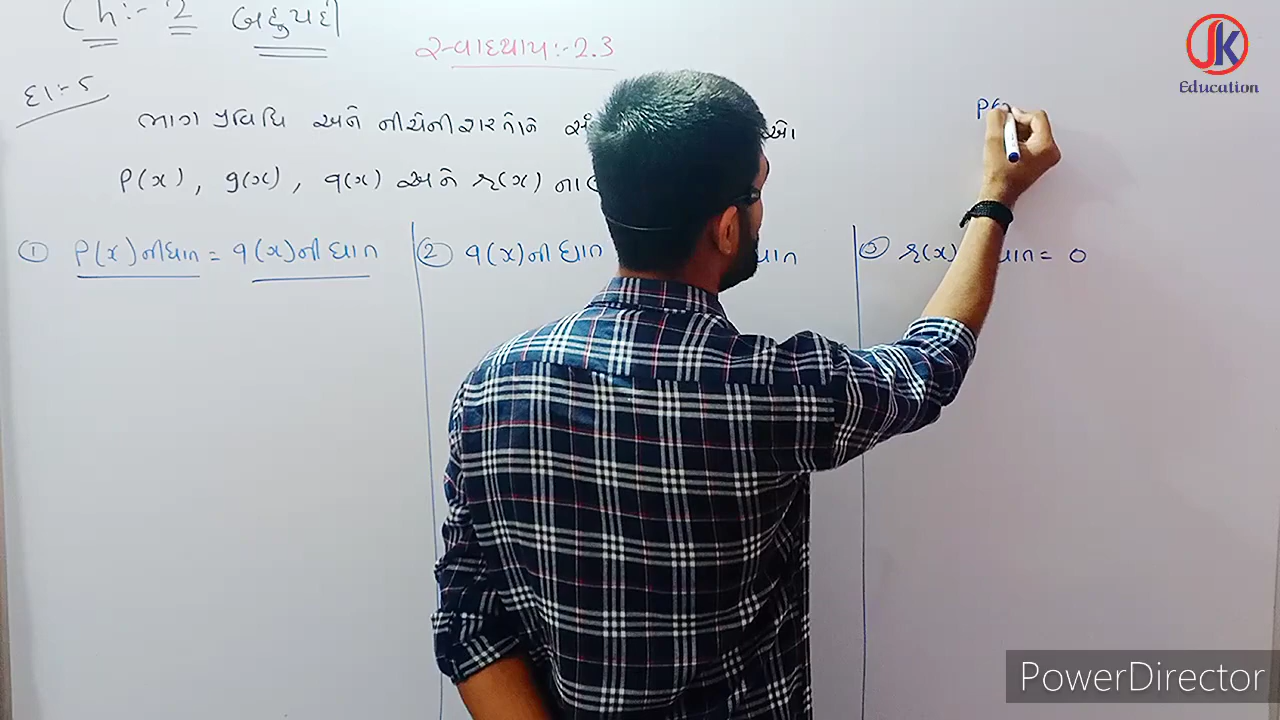 Ch:- 2 બહુપદી
સ્વાધ્યાય:- 2.3
JK
Education
દા:- 5
P(x
ભાગ પ્રવિધિ અને નીચેની શરતોને
P(x), g(x), q(x) અને r(x) ના
① P(x)ની ઘાત = q(x)ની ઘાત
② q(x)ની ઘાત
③ r(x) ઘાત = 0
PowerDirector